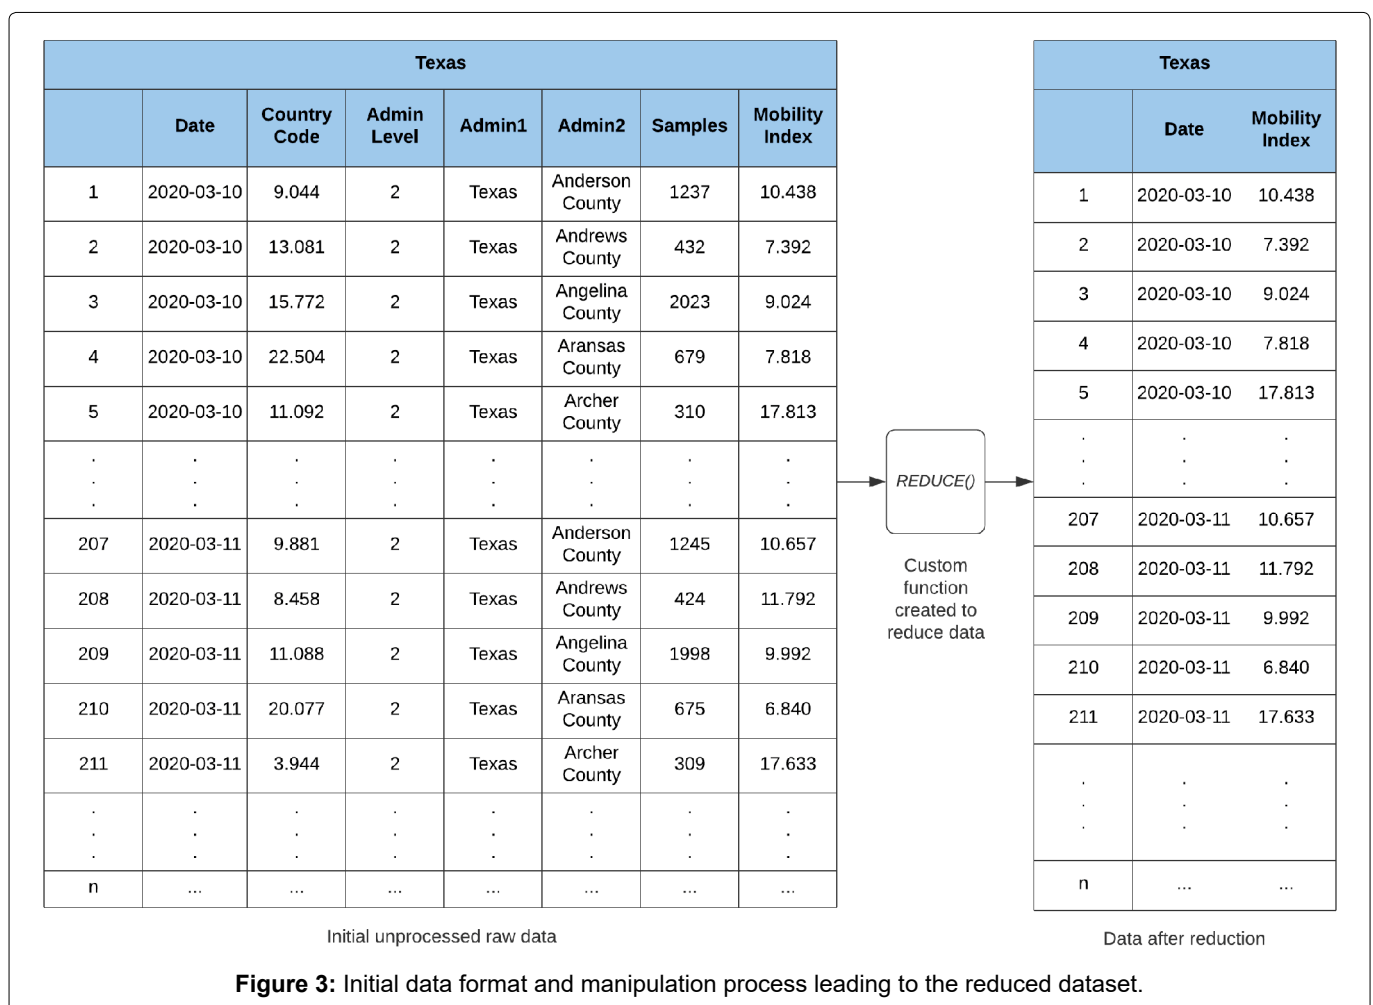 Texas
Date Country Code Admin Level Admin1 Admin2 Samples Mobility Index
1 2020-03-10 9.044 2 Texas Anderson County 1237 10.438
2 2020-03-10 13.081 2 Texas Andrews County 432 7.392
3 2020-03-10 15.772 2 Texas Angelina County 2023 9.024
4 2020-03-10 22.504 2 Texas Aransas County 679 7.818
5 2020-03-10 11.092 2 Texas Archer County 310 17.813
. . . . . . . .
. . . . . . . .
. . . . . . . .
207 2020-03-11 9.881 2 Texas Anderson County 1245 10.657
208 2020-03-11 8.458 2 Texas Andrews County 424 11.792
209 2020-03-11 11.088 2 Texas Angelina County 1998 9.992
210 2020-03-11 20.077 2 Texas Aransas County 675 6.840
211 2020-03-11 3.944 2 Texas Archer County 309 17.633
. . . . . . . .
. . . . . . . .
. . . . . . . .
n ... ... ... ... ... ... ...
Initial unprocessed raw data
REDUCE()
Custom
function
created to
reduce data
Texas
Date Mobility Index
1 2020-03-10 10.438
2 2020-03-10 7.392
3 2020-03-10 9.024
4 2020-03-10 7.818
5 2020-03-10 17.813
. . .
. . .
. . .
207 2020-03-11 10.657
208 2020-03-11 11.792
209 2020-03-11 9.992
210 2020-03-11 6.840
211 2020-03-11 17.633
. . .
. . .
. . .
n ... ...
Data after reduction
Figure 3: Initial data format and manipulation process leading to the reduced dataset.